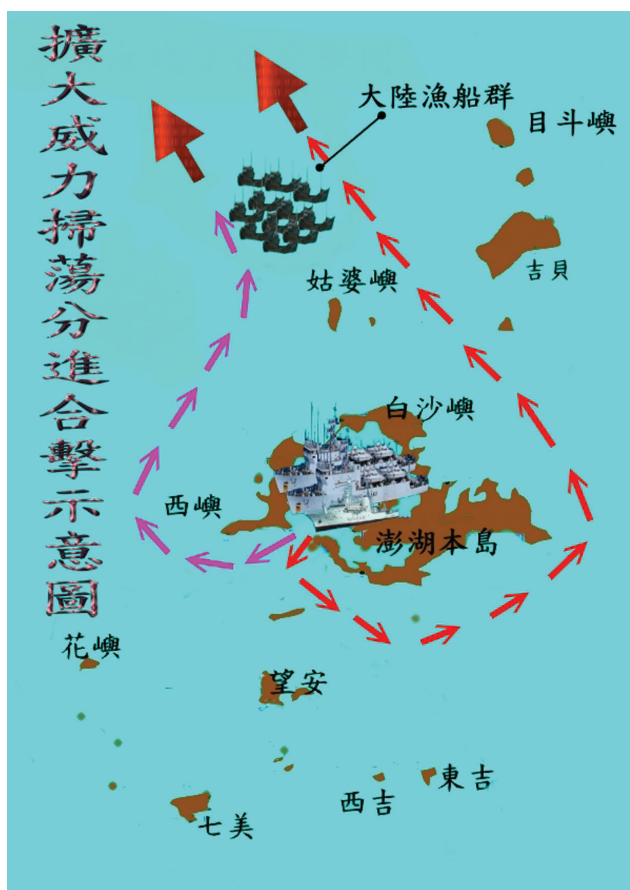 擴大威力掃蕩分進合擊示意圖
大陸漁船群
目斗嶼
吉貝
姑婆嶼
白沙嶼
西嶼
澎湖本島
花嶼
望安
東吉
西吉
七美